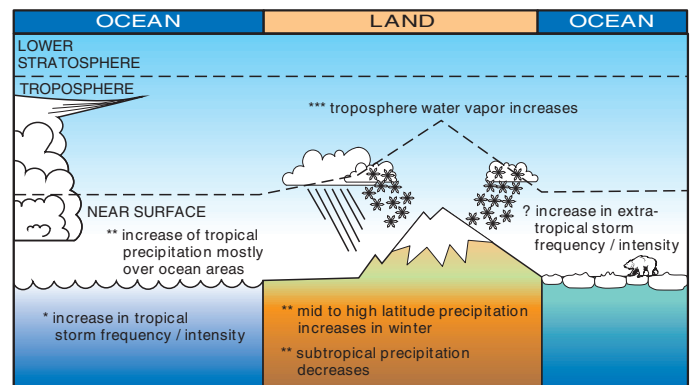 OCEAN
LAND
OCEAN
LOWER
STRATOSPHERE
TROPOSPHERE
*** troposphere water vapor increases
NEAR SURFACE
** increase of tropical
precipitation mostly
over ocean areas
? increase in extra-
tropical storm
frequency / intensity
* increase in tropical
storm frequency / intensity
** mid to high latitude precipitation
increases in winter
** subtropical precipitation
decreases